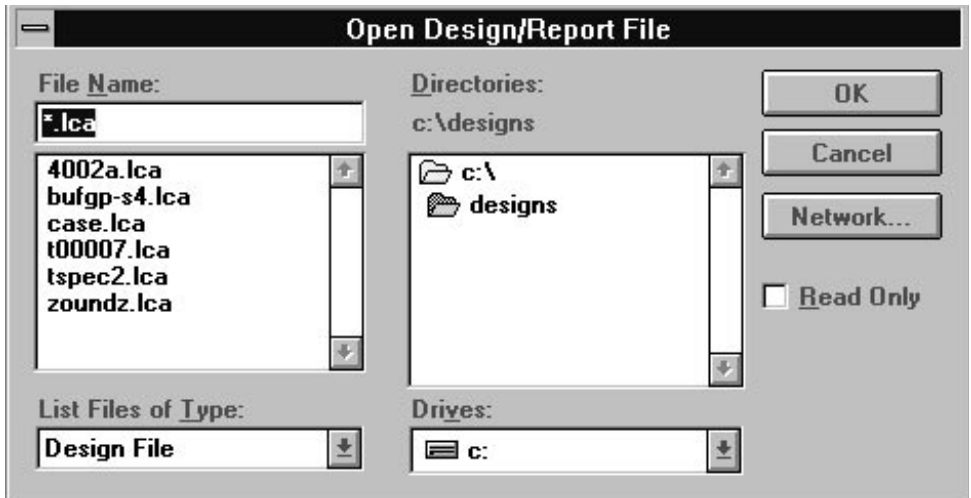 Open Design/Report File
File Name:
*.lca
4002a.lca
bufgp-s4.lca
case.lca
t00007.lca
tspec2.lca
zoundz.lca
List Files of Type:
Design File
Directories:
c:\designs
c:\
designs
Drives:
c:
OK
Cancel
Network...
Read Only